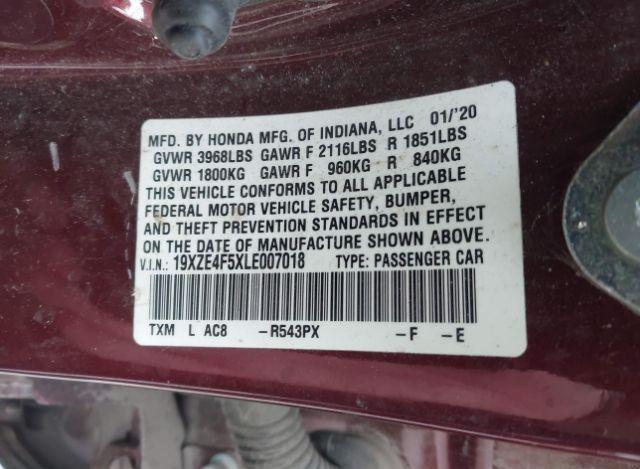 MFD. BY HONDA MFG. OF INDIANA, LLC 01/'20
GVWR 3968LBS GAWR F 2116LBS R 1851LBS
GVWR 1800KG GAWR F 960KG R 840KG
THIS VEHICLE CONFORMS TO ALL APPLICABLE
FEDERAL MOTOR VEHICLE SAFETY, BUMPER,
AND THEFT PREVENTION STANDARDS IN EFFECT
ON THE DATE OF MANUFACTURE SHOWN ABOVE.
V.I.N.: 19XZE4F5XLE007018 TYPE: PASSENGER CAR
TXM L AC8 -R543PX -F -E